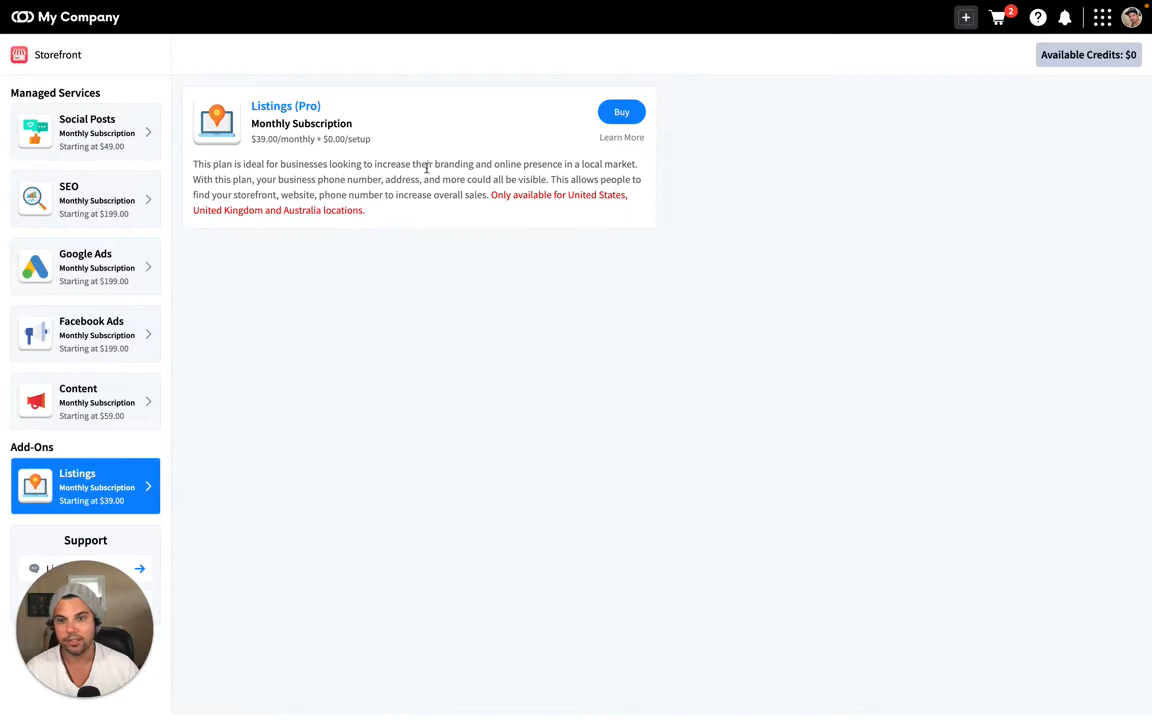 My Company
2
Storefront
Available Credits: $0
Managed Services
Social Posts
Monthly Subscription
Starting at $49.00
SEO
Monthly Subscription
Starting at $199.00
Google Ads
Monthly Subscription
Starting at $199.00
Facebook Ads
Monthly Subscription
Starting at $199.00
Content
Monthly Subscription
Starting at $59.00
Add-Ons
Listings
Monthly Subscription
Starting at $39.00
Support
Listings (Pro)
Monthly Subscription
$39.00/monthly + $0.00/setup
Buy
Learn More
This plan is ideal for businesses looking to increase their branding and online presence in a local market.
With this plan, your business phone number, address, and more could all be visible. This allows people to
find your storefront, website, phone number to increase overall sales. Only available for United States,
United Kingdom and Australia locations.